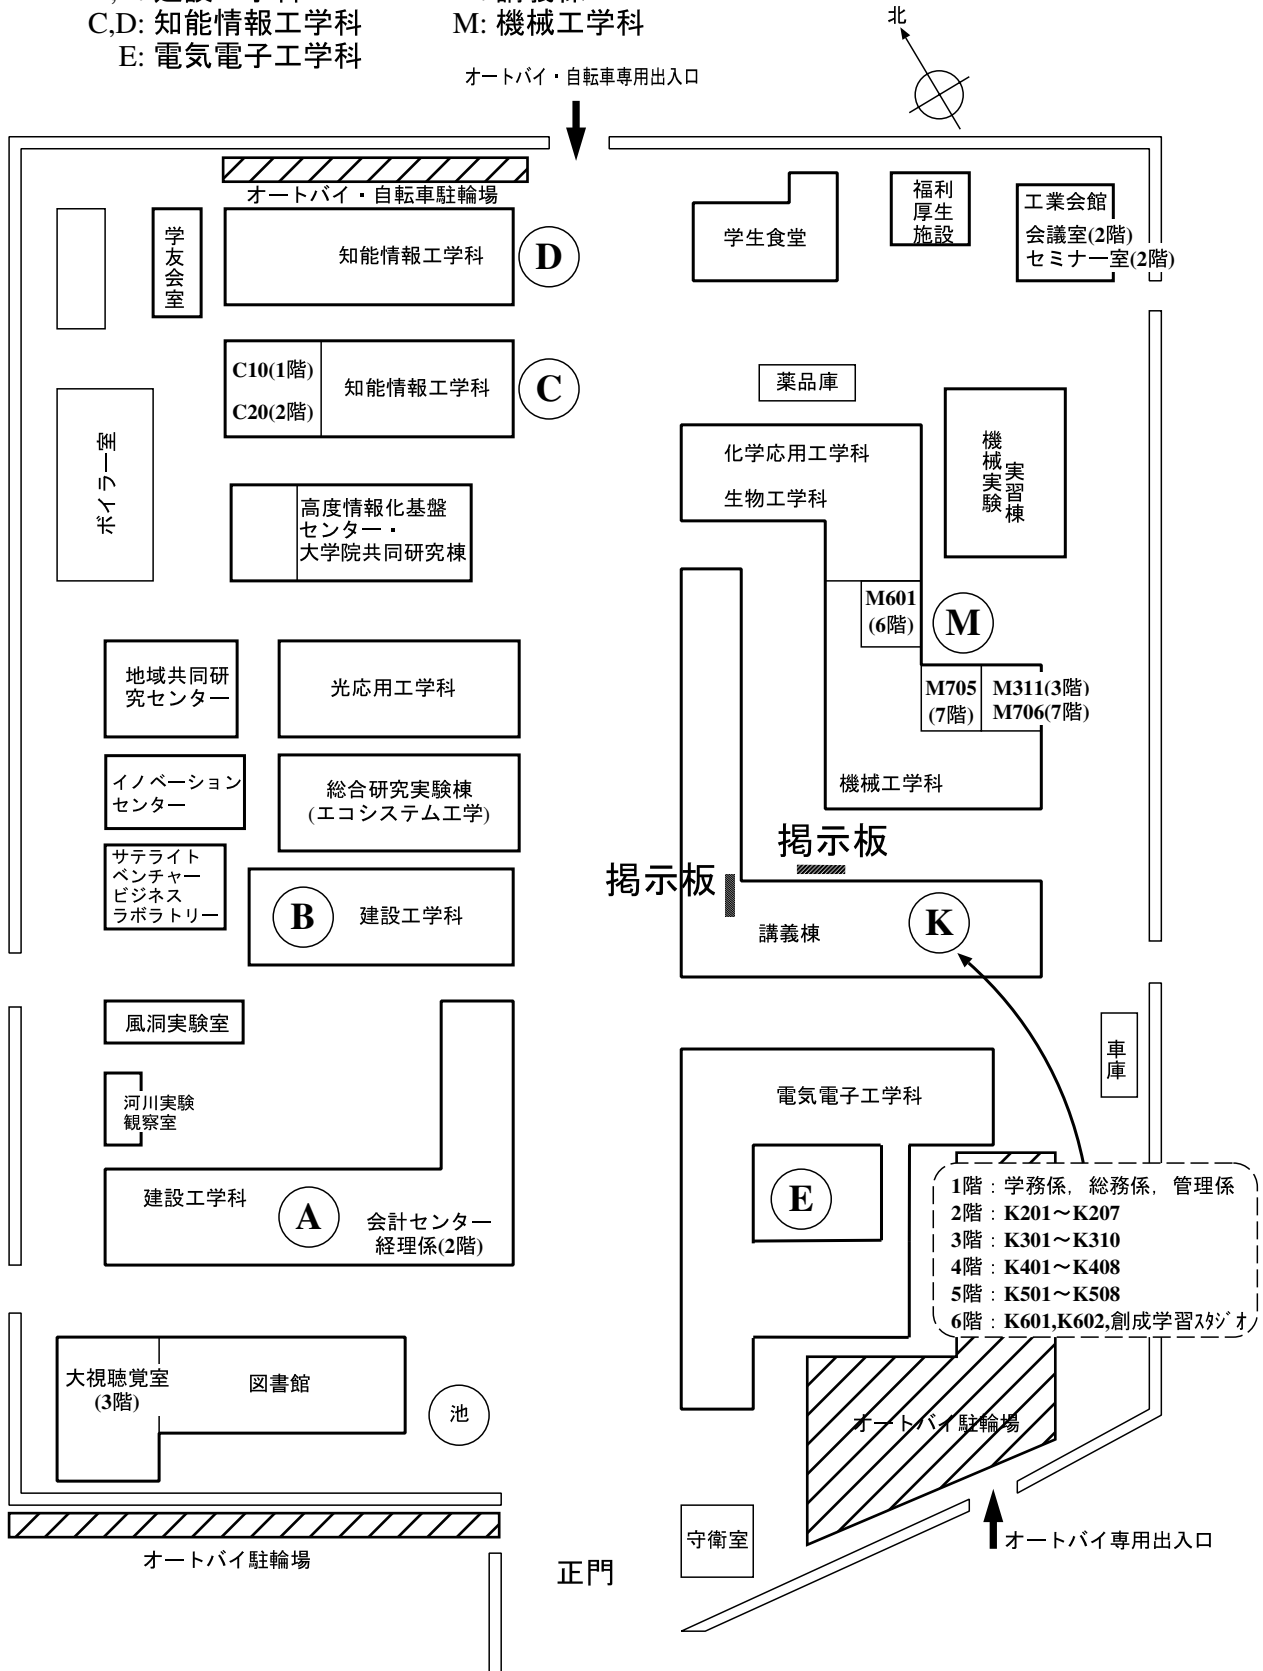 C,D: 知能情報工学科
M: 機械工学科
E: 電気電子工学科
北
オートバイ・自転車専用出入口
オートバイ・自転車駐輪場
学友会室
知能情報工学科
D
学生食堂
福利
厚生
施設
工業会館
会議室(2階)
セミナー室(2階)
C10(1階)
C20(2階)
知能情報工学科
C
薬品庫
ボイラー室
化学応用工学科
生物工学科
機械実験
実習棟
高度情報化基盤
センター・
大学院共同研究棟
M601
(6階)
M
地域共同研
究センター
光応用工学科
M705
(7階)
M311(3階)
M706(7階)
機械工学科
イノベーション
センター
総合研究実験棟
(エコシステム工学)
掲示板
掲示板
サテライト
ベンチャー
ビジネス
ラボラトリー
B
建設工学科
講義棟
K
風洞実験室
車庫
河川実験
観察室
電気電子工学科
建設工学科
A
会計センター
経理係(2階)
E
1階：学務係, 総務係, 管理係
2階：K201〜K207
3階：K301〜K310
4階：K401〜K408
5階：K501〜K508
6階：K601,K602,創成学習ｽﾀｼﾞｵ
大視聴覚室
(3階)
図書館
池
オートバイ駐輪場
守衛室
オートバイ専用出入口
オートバイ駐輪場
正門